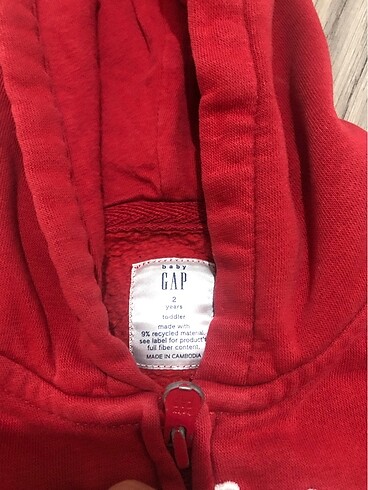 baby
GAP
2
years
toddler
made with
9% recycled material,
see label for product's
full fiber content.
MADE IN CAMBODIA